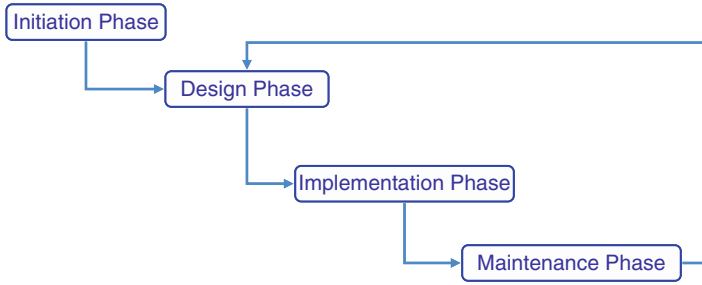 Initiation Phase
Design Phase
Implementation Phase
Maintenance Phase